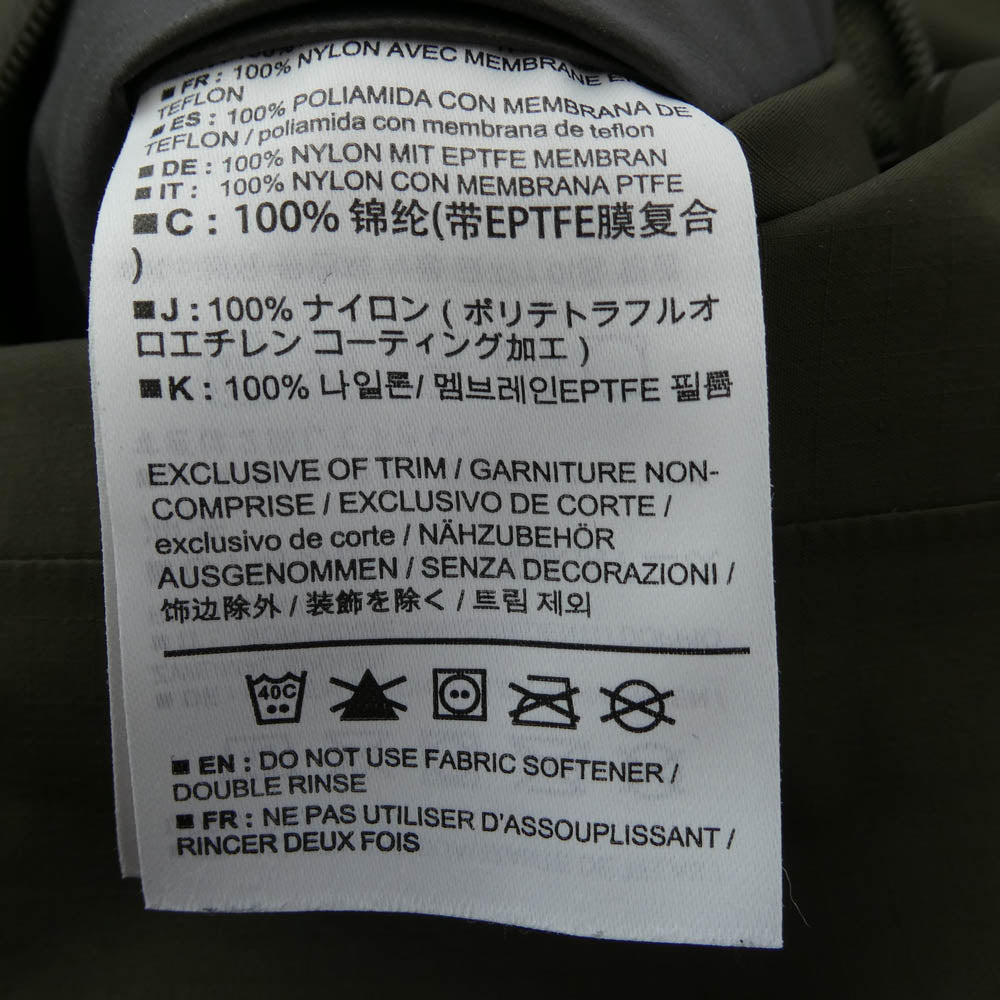 ■ FR : 100% NYLON AVEC MEMBRANE
TEFLON
■ ES : 100% POLIAMIDA CON MEMBRANA DE
TEFLON / poliamida con membrana de teflon
■ DE : 100% NYLON MIT EPTFE MEMBRAN
■ IT : 100% NYLON CON MEMBRANA PTFE
■ C : 100% 锦纶(带EPTFE膜复合
)
■ J : 100% ナイロン ( ポリテトラフルオ
ロエチレン コーティング加工 )
■ K : 100% 나일론/ 멤브레인EPTFE 필름
EXCLUSIVE OF TRIM / GARNITURE NON-
COMPRISE / EXCLUSIVO DE CORTE /
exclusivo de corte / NÄHZUBEHÖR
AUSGENOMMEN / SENZA DECORAZIONI /
饰边除外 / 装飾を除く / 트림 제외
40C
■ EN : DO NOT USE FABRIC SOFTENER /
DOUBLE RINSE
■ FR : NE PAS UTILISER D'ASSOUPLISSANT /
RINCER DEUX FOIS